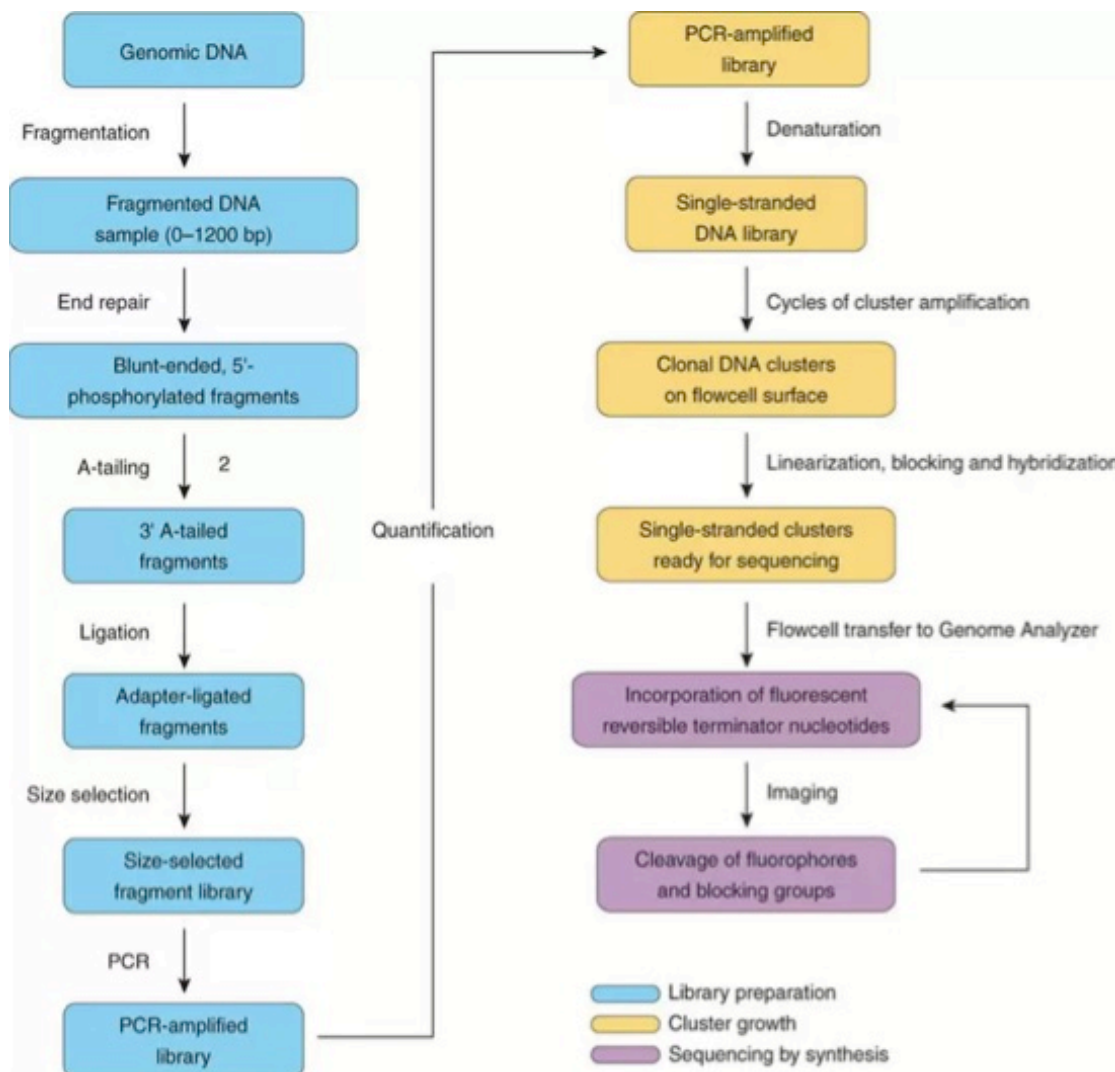 Genomic DNA
Fragmentation
Fragmented DNA
sample (0–1200 bp)
End repair
Blunt-ended, 5'-
phosphorylated fragments
A-tailing 2
3' A-tailed
fragments
Ligation
Adapter-ligated
fragments
Size selection
Size-selected
fragment library
PCR
PCR-amplified
library
Quantification
PCR-amplified
library
Denaturation
Single-stranded
DNA library
Cycles of cluster amplification
Clonal DNA clusters
on flowcell surface
Linearization, blocking and hybridization
Single-stranded clusters
ready for sequencing
Flowcell transfer to Genome Analyzer
Incorporation of fluorescent
reversible terminator nucleotides
Imaging
Cleavage of fluorophores
and blocking groups
Library preparation
Cluster growth
Sequencing by synthesis